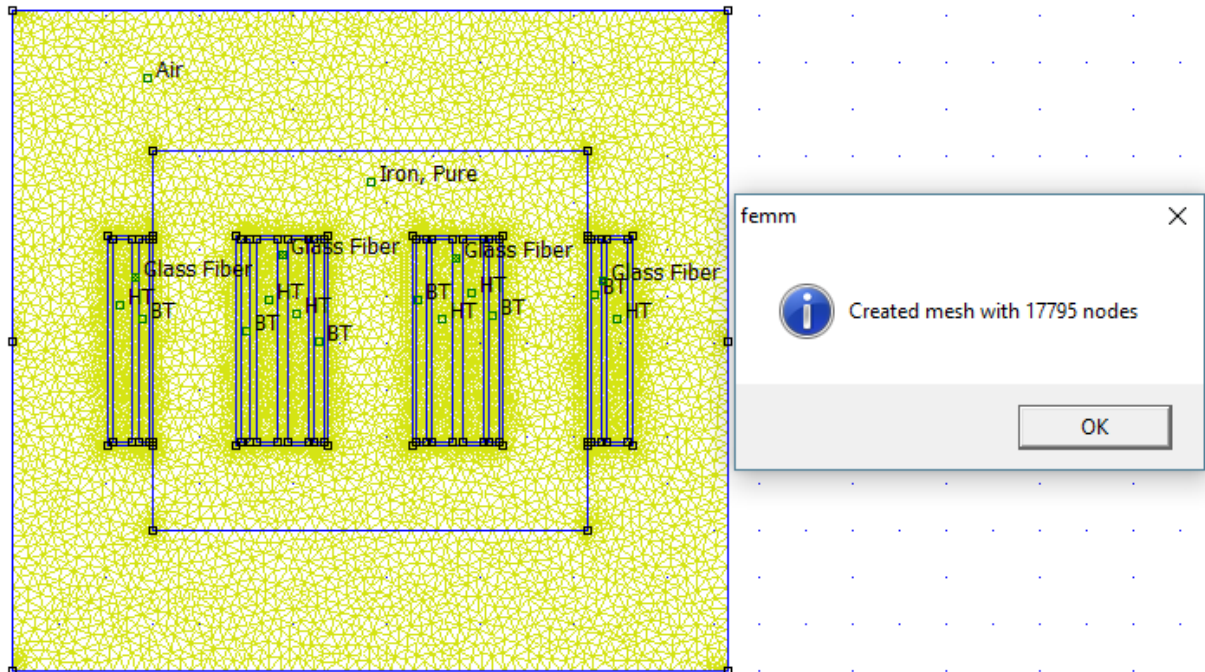 Air
Iron, Pure
femm
Created mesh with 17795 nodes
OK
Glass Fiber
HT
BT
Glass Fiber
HT
HT
BT
BT
Glass Fiber
BT
HT
HT
BT
Glass Fiber
BT
HT